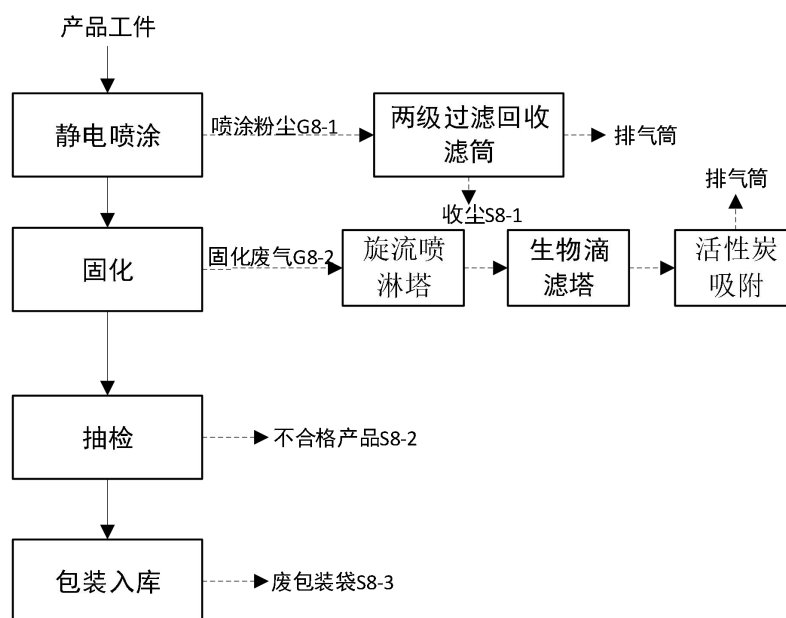 产品工件
静电喷涂
喷涂粉尘G8-1
两级过滤回收
滤筒
排气筒
收尘S8-1
排气筒
固化
固化废气G8-2
旋流喷
淋塔
生物滴
滤塔
活性炭
吸附
抽检
不合格产品S8-2
包装入库
废包装袋S8-3